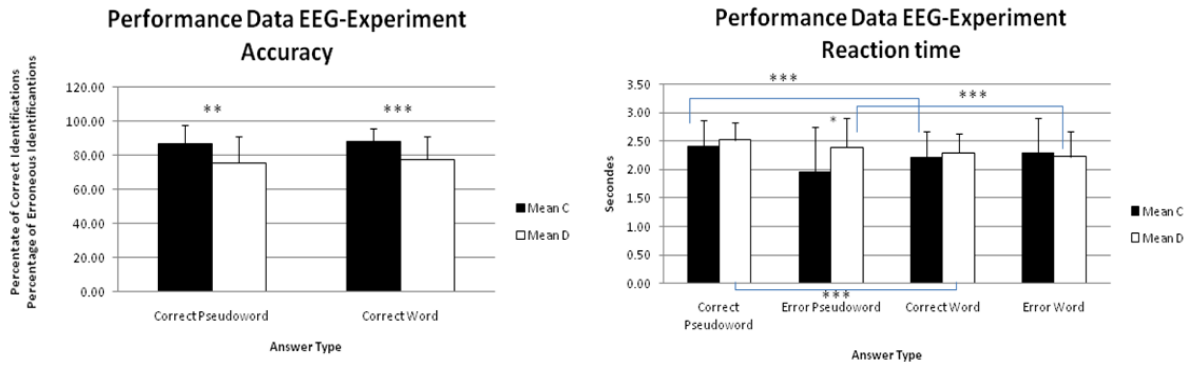 Performance Data EEG-Experiment
Accuracy
Percentate of Correct Identifications
Percentage of Erroneous Identificantions
120.00
100.00
80.00
60.00
40.00
20.00
0.00
**
***
Correct Pseudoword
Correct Word
Answer Type
Mean C
Mean D
Performance Data EEG-Experiment
Reaction time
Secondes
3.50
3.00
2.50
2.00
1.50
1.00
0.50
0.00
***
***
*
***
Correct
Pseudoword
Error Pseudoword
Correct Word
Error Word
Answer Type
Mean C
Mean D